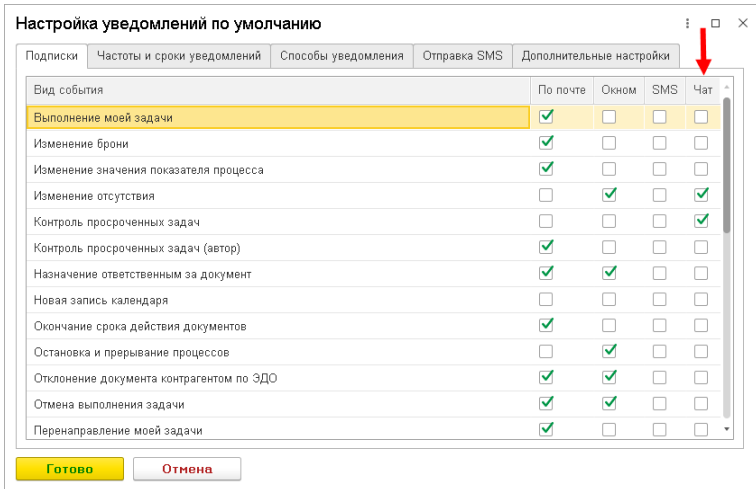 Настройка уведомлений по умолчанию
Подписки Частоты и сроки уведомлений Способы уведомления Отправка SMS Дополнительные настройки
Вид события По почте Окном SMS Чат
Выполнение моей задачи
Изменение брони
Изменение значения показателя процесса
Изменение отсутствия
Контроль просроченных задач
Контроль просроченных задач (автор)
Назначение ответственным за документ
Новая запись календаря
Окончание срока действия документов
Остановка и прерывание процессов
Отклонение документа контрагентом по ЭДО
Отмена выполнения задачи
Перенаправление моей задачи
Готово Отмена